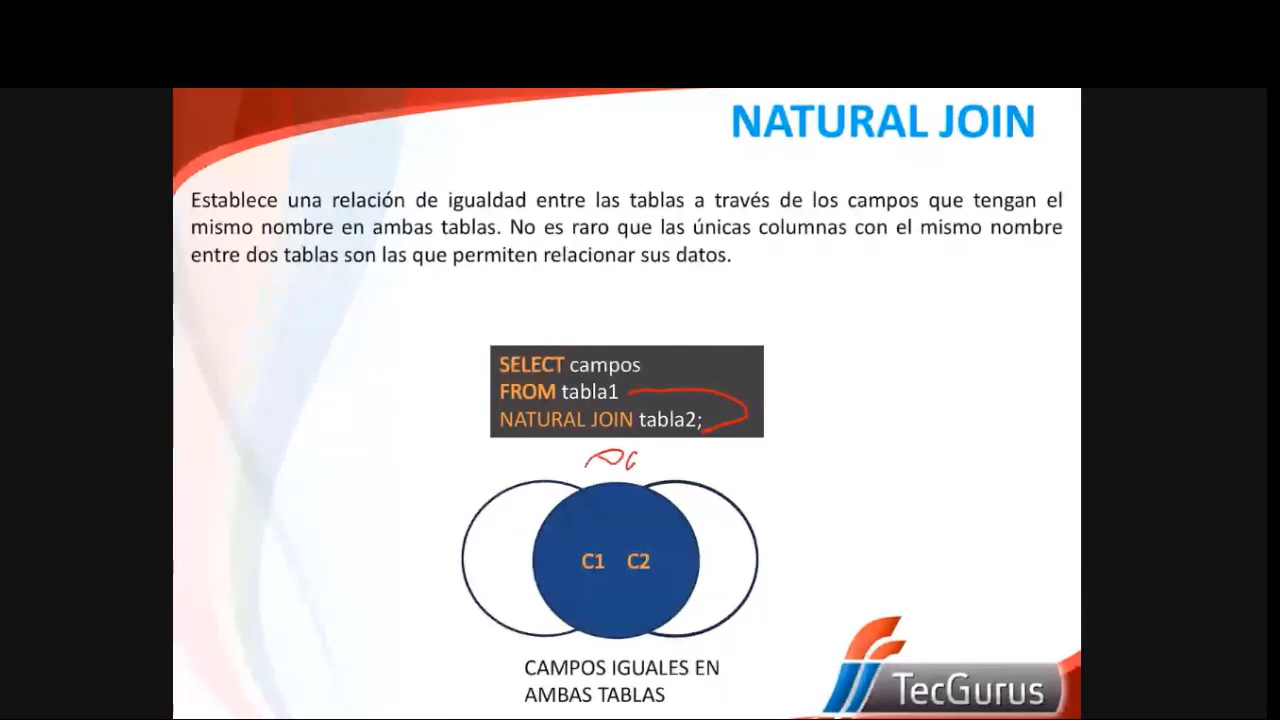 NATURAL JOIN
Establece una relación de igualdad entre las tablas a través de los campos que tengan el
mismo nombre en ambas tablas. No es raro que las únicas columnas con el mismo nombre
entre dos tablas son las que permiten relacionar sus datos.
SELECT campos
FROM tabla1
NATURAL JOIN tabla2;
C1 C2
CAMPOS IGUALES EN
AMBAS TABLAS
TecGurus